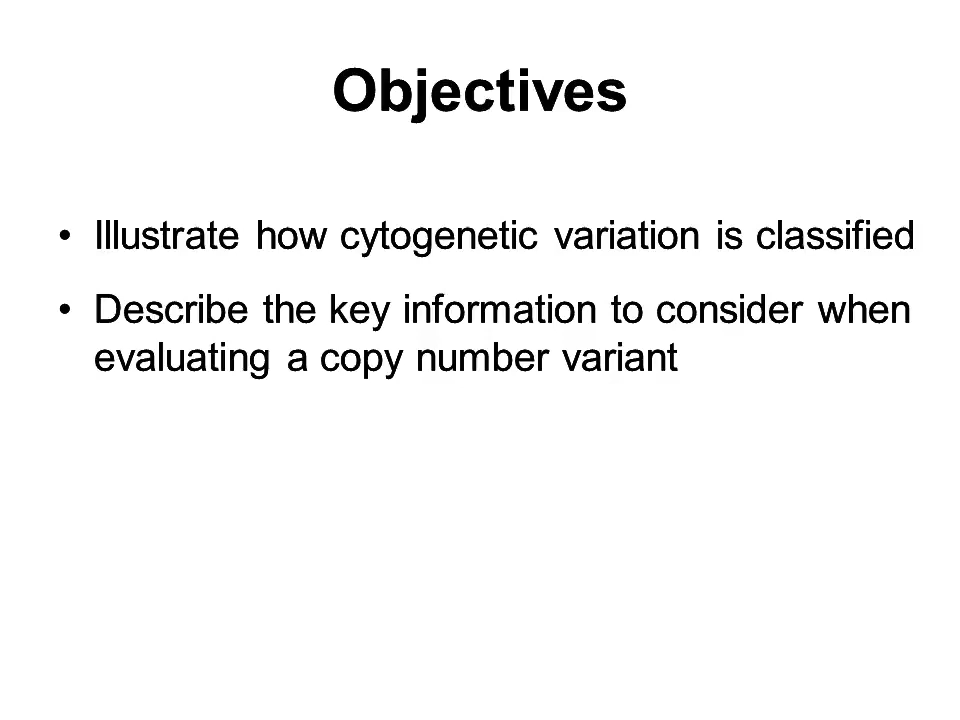 Objectives
• Illustrate how cytogenetic variation is classified
• Describe the key information to consider when
evaluating a copy number variant